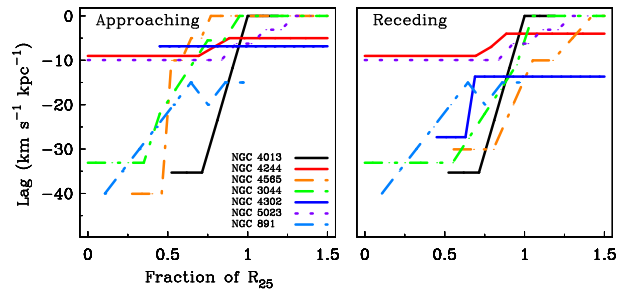 Approaching
Receding
0
−10
−20
−30
−40
Lag (km s⁻¹ kpc⁻¹)
NGC 4013
NGC 4244
NGC 4565
NGC 3044
NGC 4302
NGC 5023
NGC 891
0 0.5 1 1.5
0 0.5 1 1.5
Fraction of R₂₅